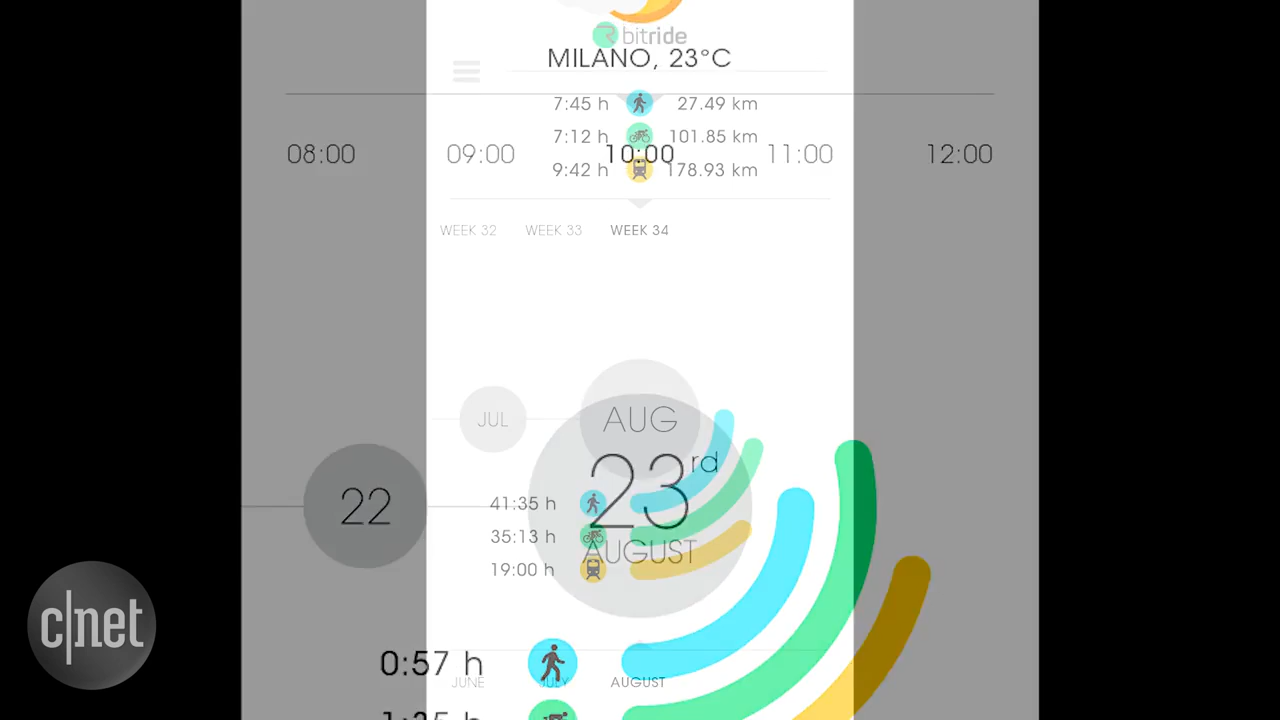 bitride
MILANO, 23°C
7:45 h 27.49 km
7:12 h 101.85 km
08:00 09:00 10:00 11:00 12:00
9:42 h 178.93 km
WEEK 32 WEEK 33 WEEK 34
JUL AUG
22 23rd
41:35 h
35:13 h
AUGUST
19:00 h
c|net
0:57 h
JUNE JULY AUGUST
1:35 h